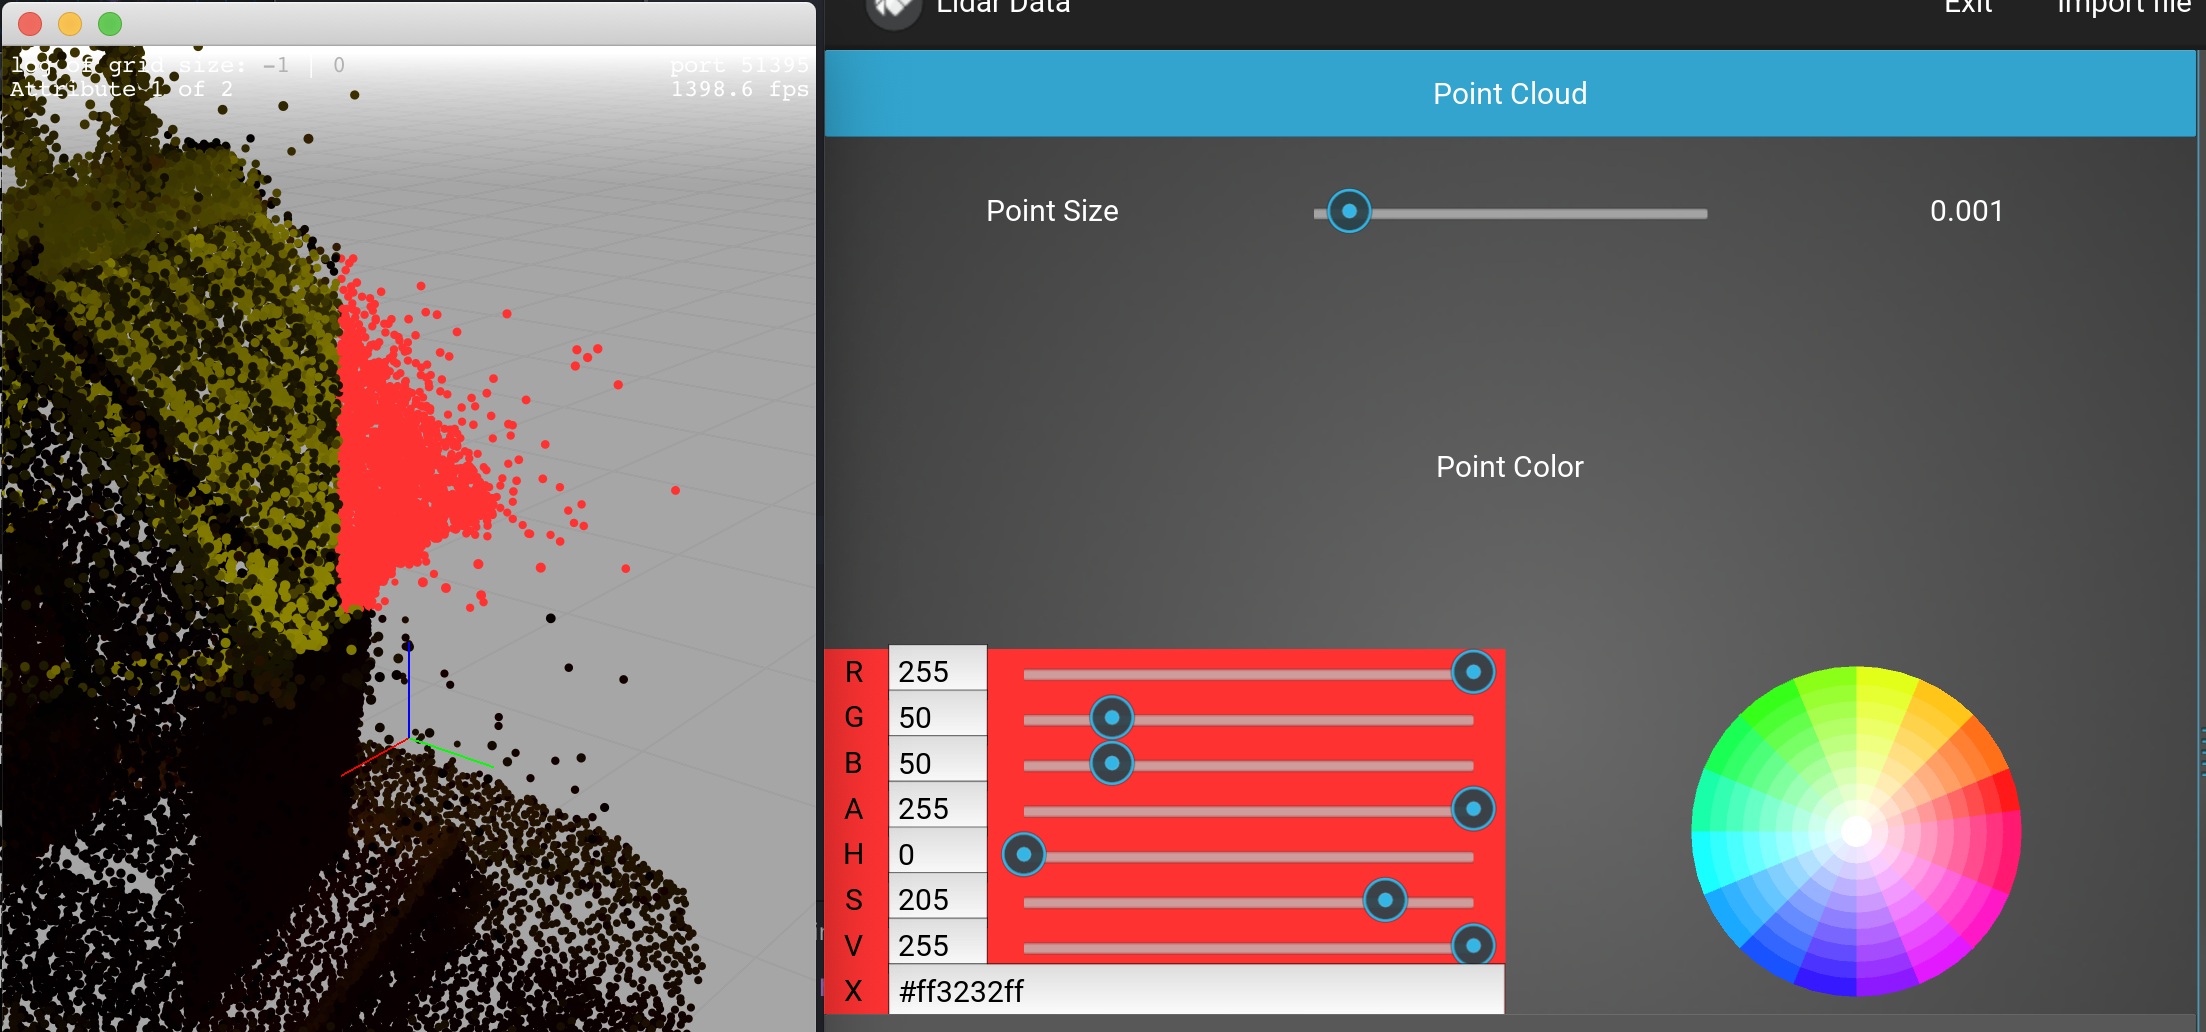 Lidar Data
Exit
Import file
log of grid size: -1 | 0
port 51395
Attribute 1 of 2
1398.6 fps
Point Cloud
Point Size
0.001
Point Color
R 255
G 50
B 50
A 255
H 0
S 205
V 255
X #ff3232ff